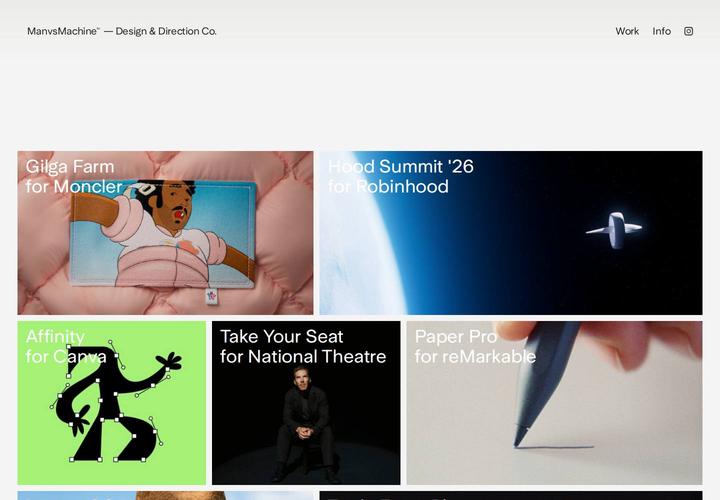 ManvsMachine™ — Design & Direction Co.
Work
Info
Gilga Farm
for Moncler
Hood Summit '26
for Robinhood
Affinity
for Canva
Take Your Seat
for National Theatre
Paper Pro
for reMarkable